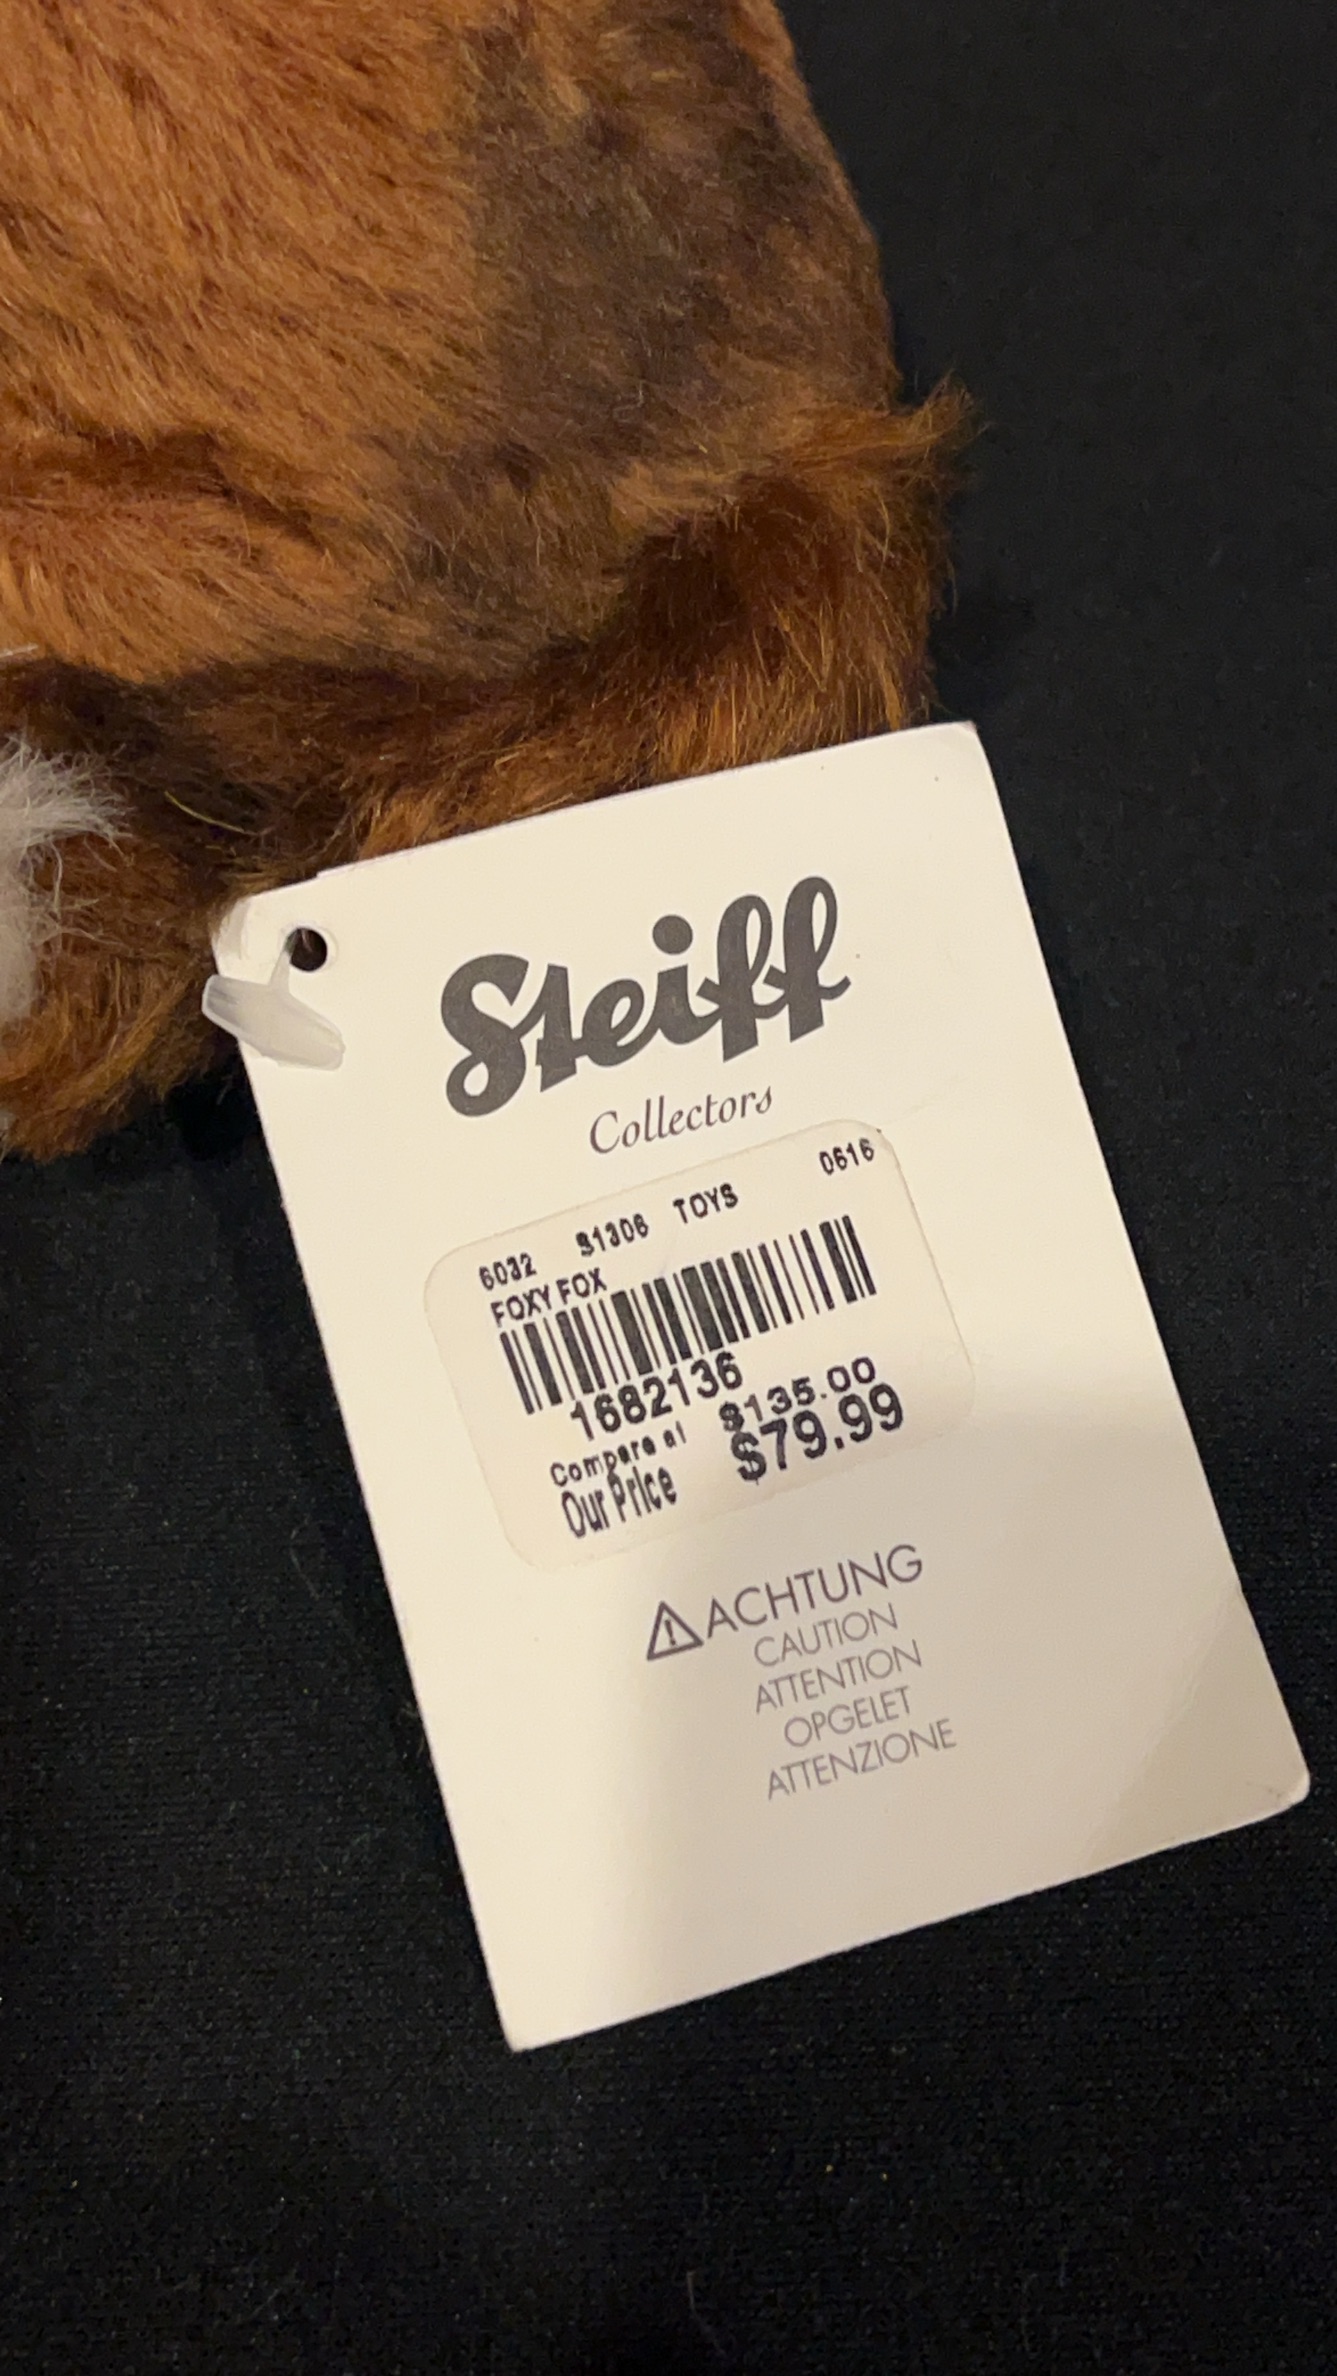 Steiff
Collectors
6032 S1306 TOYS 0616
FOXY FOX
1682136
Compare at $135.00
Our Price $79.99
ACHTUNG
CAUTION
ATTENTION
OPGELET
ATTENZIONE